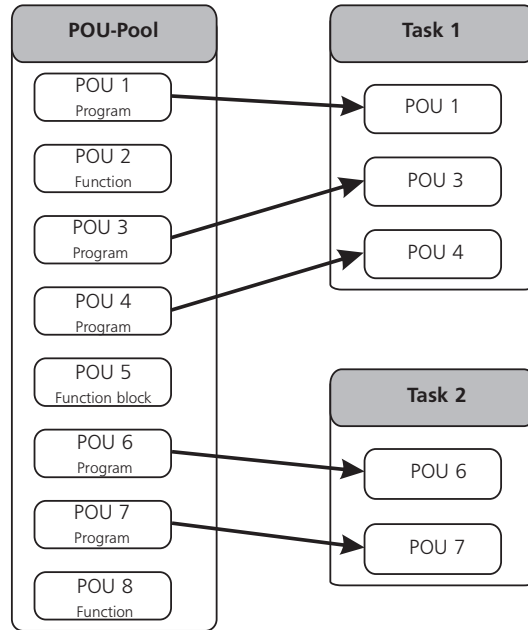 POU-Pool
POU 1
Program
POU 2
Function
POU 3
Program
POU 4
Program
POU 5
Function block
POU 6
Program
POU 7
Program
POU 8
Function
Task 1
POU 1
POU 3
POU 4
Task 2
POU 6
POU 7